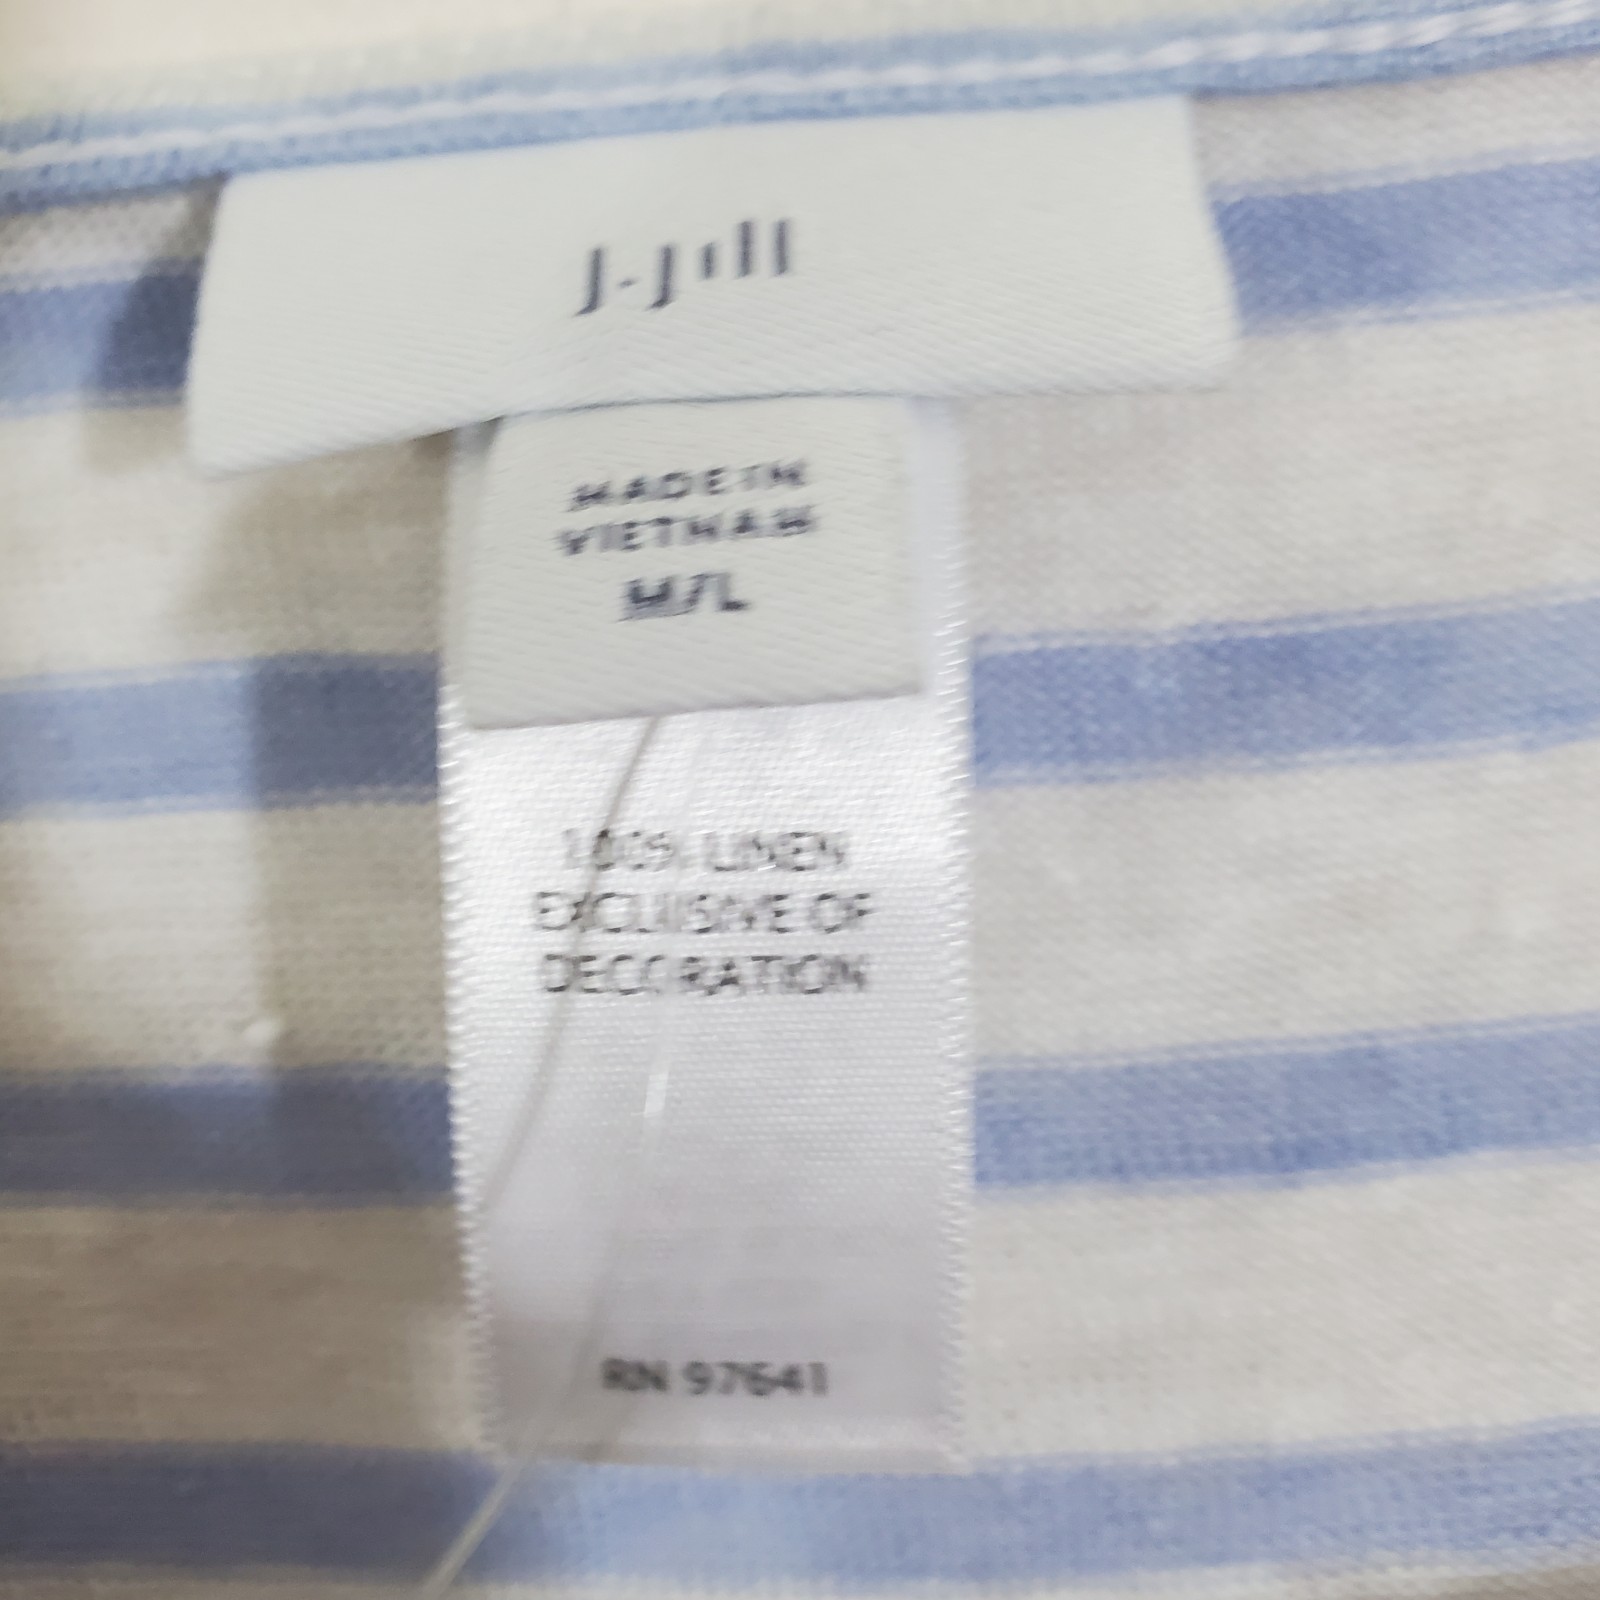 J.Jill
MADE IN
VIETNAM
M/L
100% LINEN
EXCLUSIVE OF
DECORATION
RN 97641